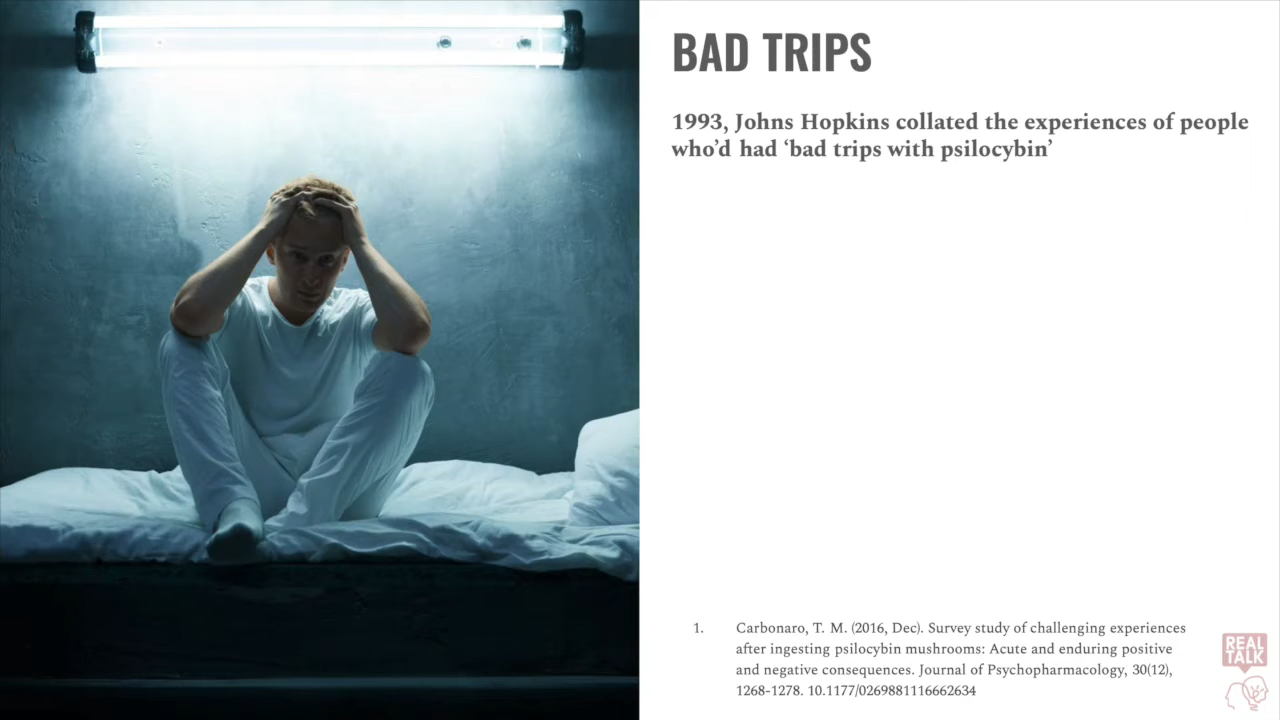 BAD TRIPS
1993, Johns Hopkins collated the experiences of people
who'd had ‘bad trips with psilocybin’
1. Carbonaro, T. M. (2016, Dec). Survey study of challenging experiences
after ingesting psilocybin mushrooms: Acute and enduring positive
and negative consequences. Journal of Psychopharmacology, 30(12),
1268-1278. 10.1177/0269881116662634
REAL
TALK